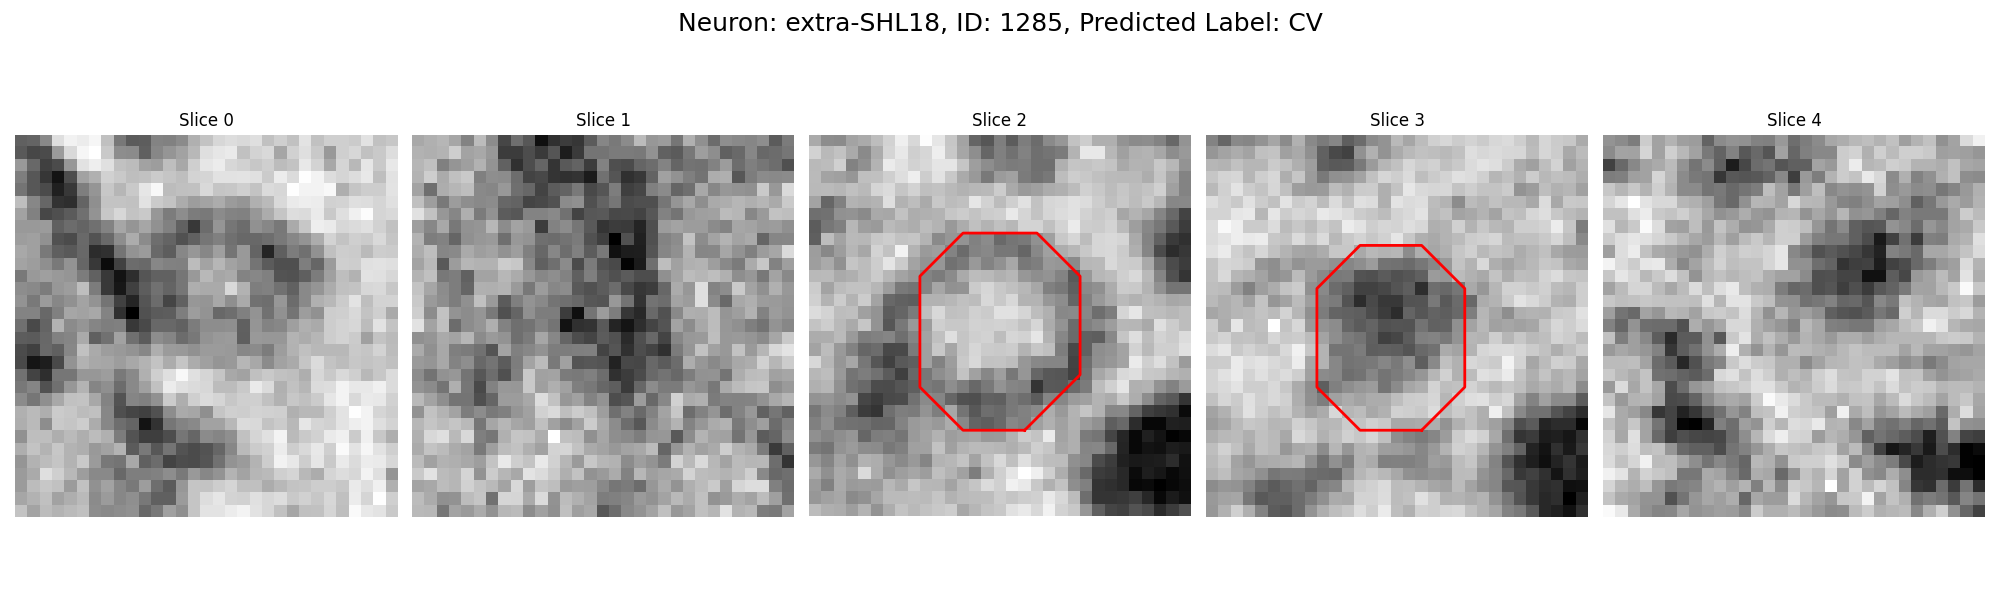 Neuron: extra-SHL18, ID: 1285, Predicted Label: CV
Slice 0
Slice 1
Slice 2
Slice 3
Slice 4